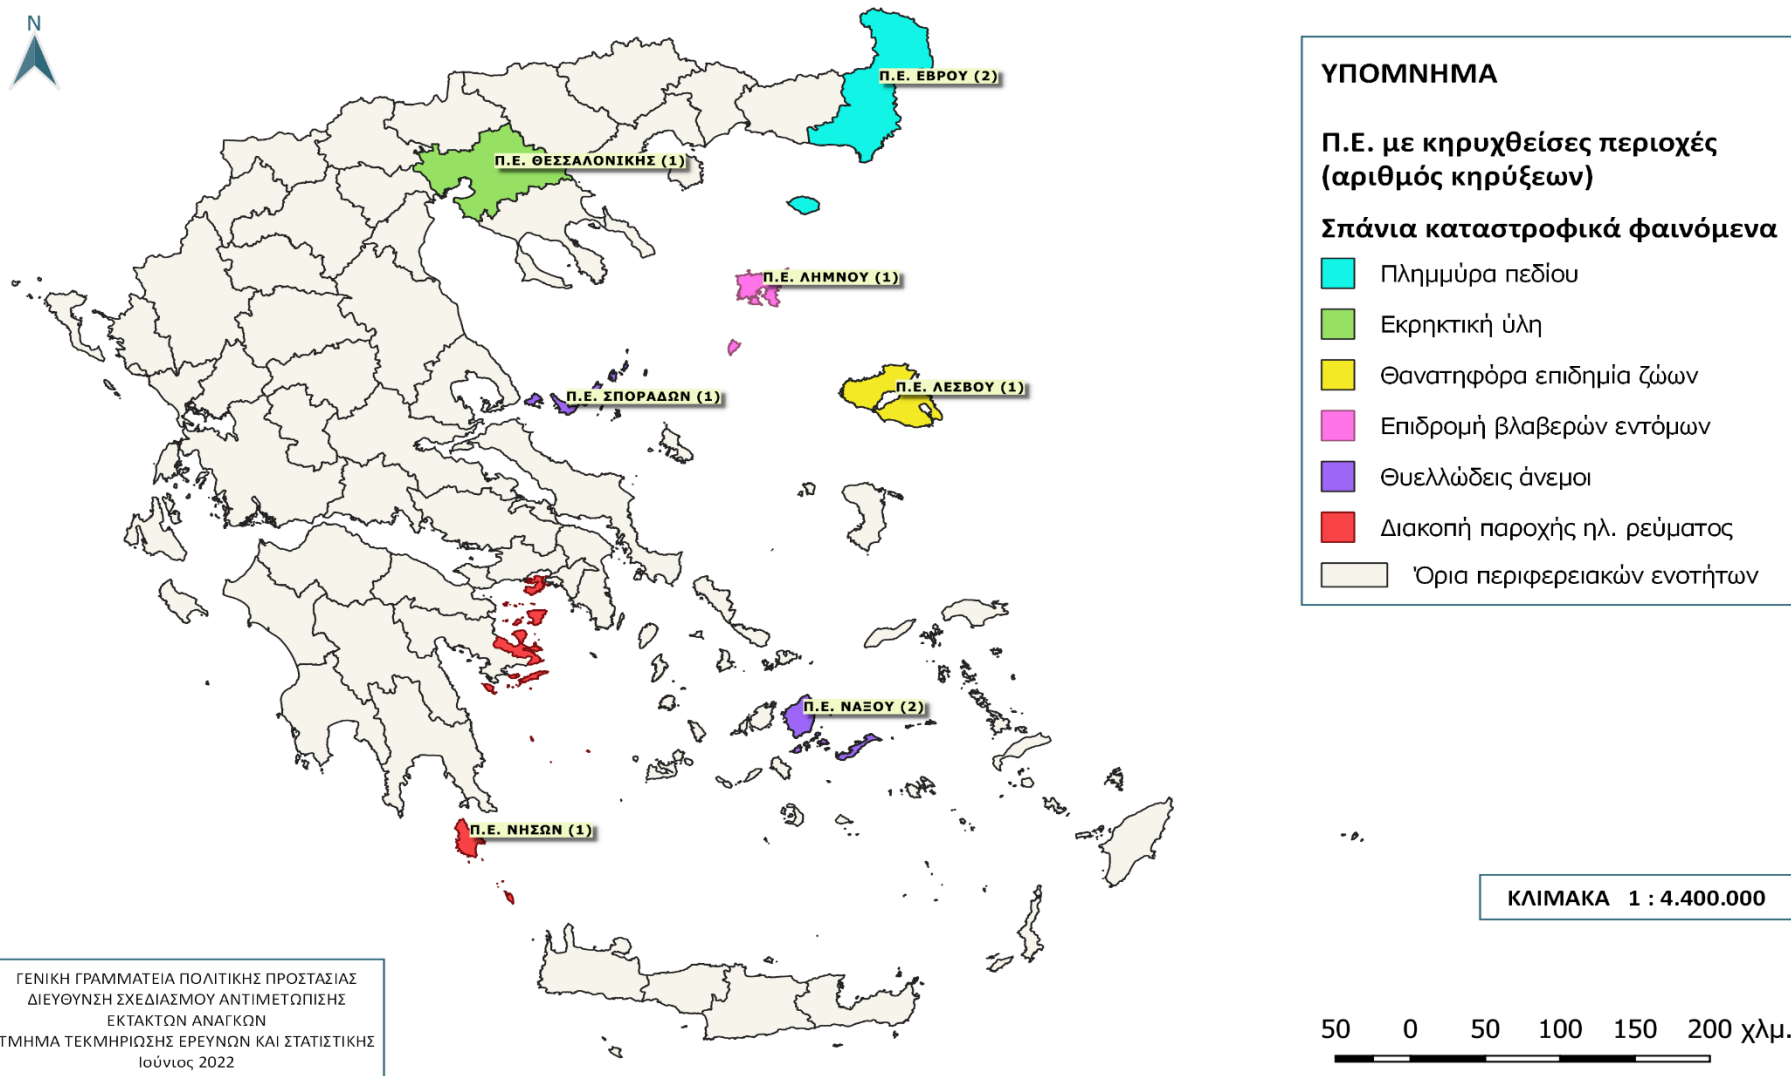 N
Π.Ε. ΕΒΡΟΥ (2)
Π.Ε. ΘΕΣΣΑΛΟΝΙΚΗΣ (1)
Π.Ε. ΛΗΜΝΟΥ (1)
Π.Ε. ΛΕΣΒΟΥ (1)
Π.Ε. ΣΠΟΡΑΔΩΝ (1)
Π.Ε. ΝΑΞΟΥ (2)
Π.Ε. ΝΗΣΩΝ (1)
ΥΠΟΜΝΗΜΑ
Π.Ε. με κηρυχθείσες περιοχές
(αριθμός κηρύξεων)
Σπάνια καταστροφικά φαινόμενα
Πλημμύρα πεδίου
Εκρηκτική ύλη
Θανατηφόρα επιδημία ζώων
Επιδρομή βλαβερών εντόμων
Θυελλώδεις άνεμοι
Διακοπή παροχής ηλ. ρεύματος
Όρια περιφερειακών ενοτήτων
ΚΛΙΜΑΚΑ 1 : 4.400.000
50 0 50 100 150 200 χλμ.
ΓΕΝΙΚΗ ΓΡΑΜΜΑΤΕΙΑ ΠΟΛΙΤΙΚΗΣ ΠΡΟΣΤΑΣΙΑΣ
ΔΙΕΥΘΥΝΣΗ ΣΧΕΔΙΑΣΜΟΥ ΑΝΤΙΜΕΤΩΠΙΣΗΣ
ΕΚΤΑΚΤΩΝ ΑΝΑΓΚΩΝ
ΤΜΗΜΑ ΤΕΚΜΗΡΙΩΣΗΣ ΕΡΕΥΝΩΝ ΚΑΙ ΣΤΑΤΙΣΤΙΚΗΣ
Ιούνιος 2022